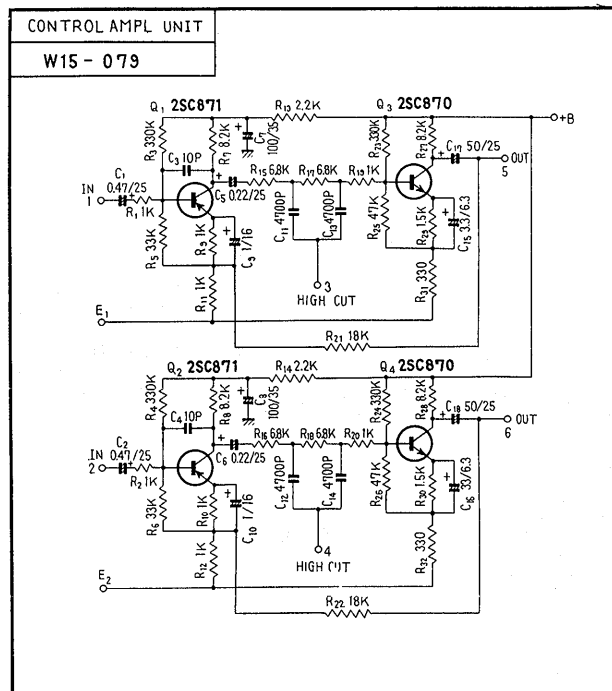 CONTROL AMPL UNIT
W15 - 079
Q1 2SC871
R13 2.2K
Q3 2SC870
+B
R3 330K
C3 10P
R7 8.2K
C7 100/35
R23 330K
R27 8.2K
C17 50/25
OUT
5
C1
0.47/25
IN
1
R1 1K
C5 0.22/25
R15 6.8K
R17 6.8K
R19 1K
C11 4700P
C13 4700P
R5 33K
R9 1K
C9 1/16
R25 47K
R29 1.5K
C15 33/6.3
3
HIGH CUT
R11 1K
R31 330
E1
R21 18K
Q2 2SC871
R14 2.2K
Q4 2SC870
R4 330K
C4 10P
R8 8.2K
C8 100/35
R24 330K
R28 8.2K
C18 50/25
OUT
6
C2
0.47/25
IN
2
R2 1K
C6 0.22/25
R16 6.8K
R18 6.8K
R20 1K
C12 4700P
C14 4700P
R6 33K
R10 1K
C10 1/16
R26 47K
R30 1.5K
C16 33/6.3
4
HIGH CUT
R12 1K
R32 330
E2
R22 18K